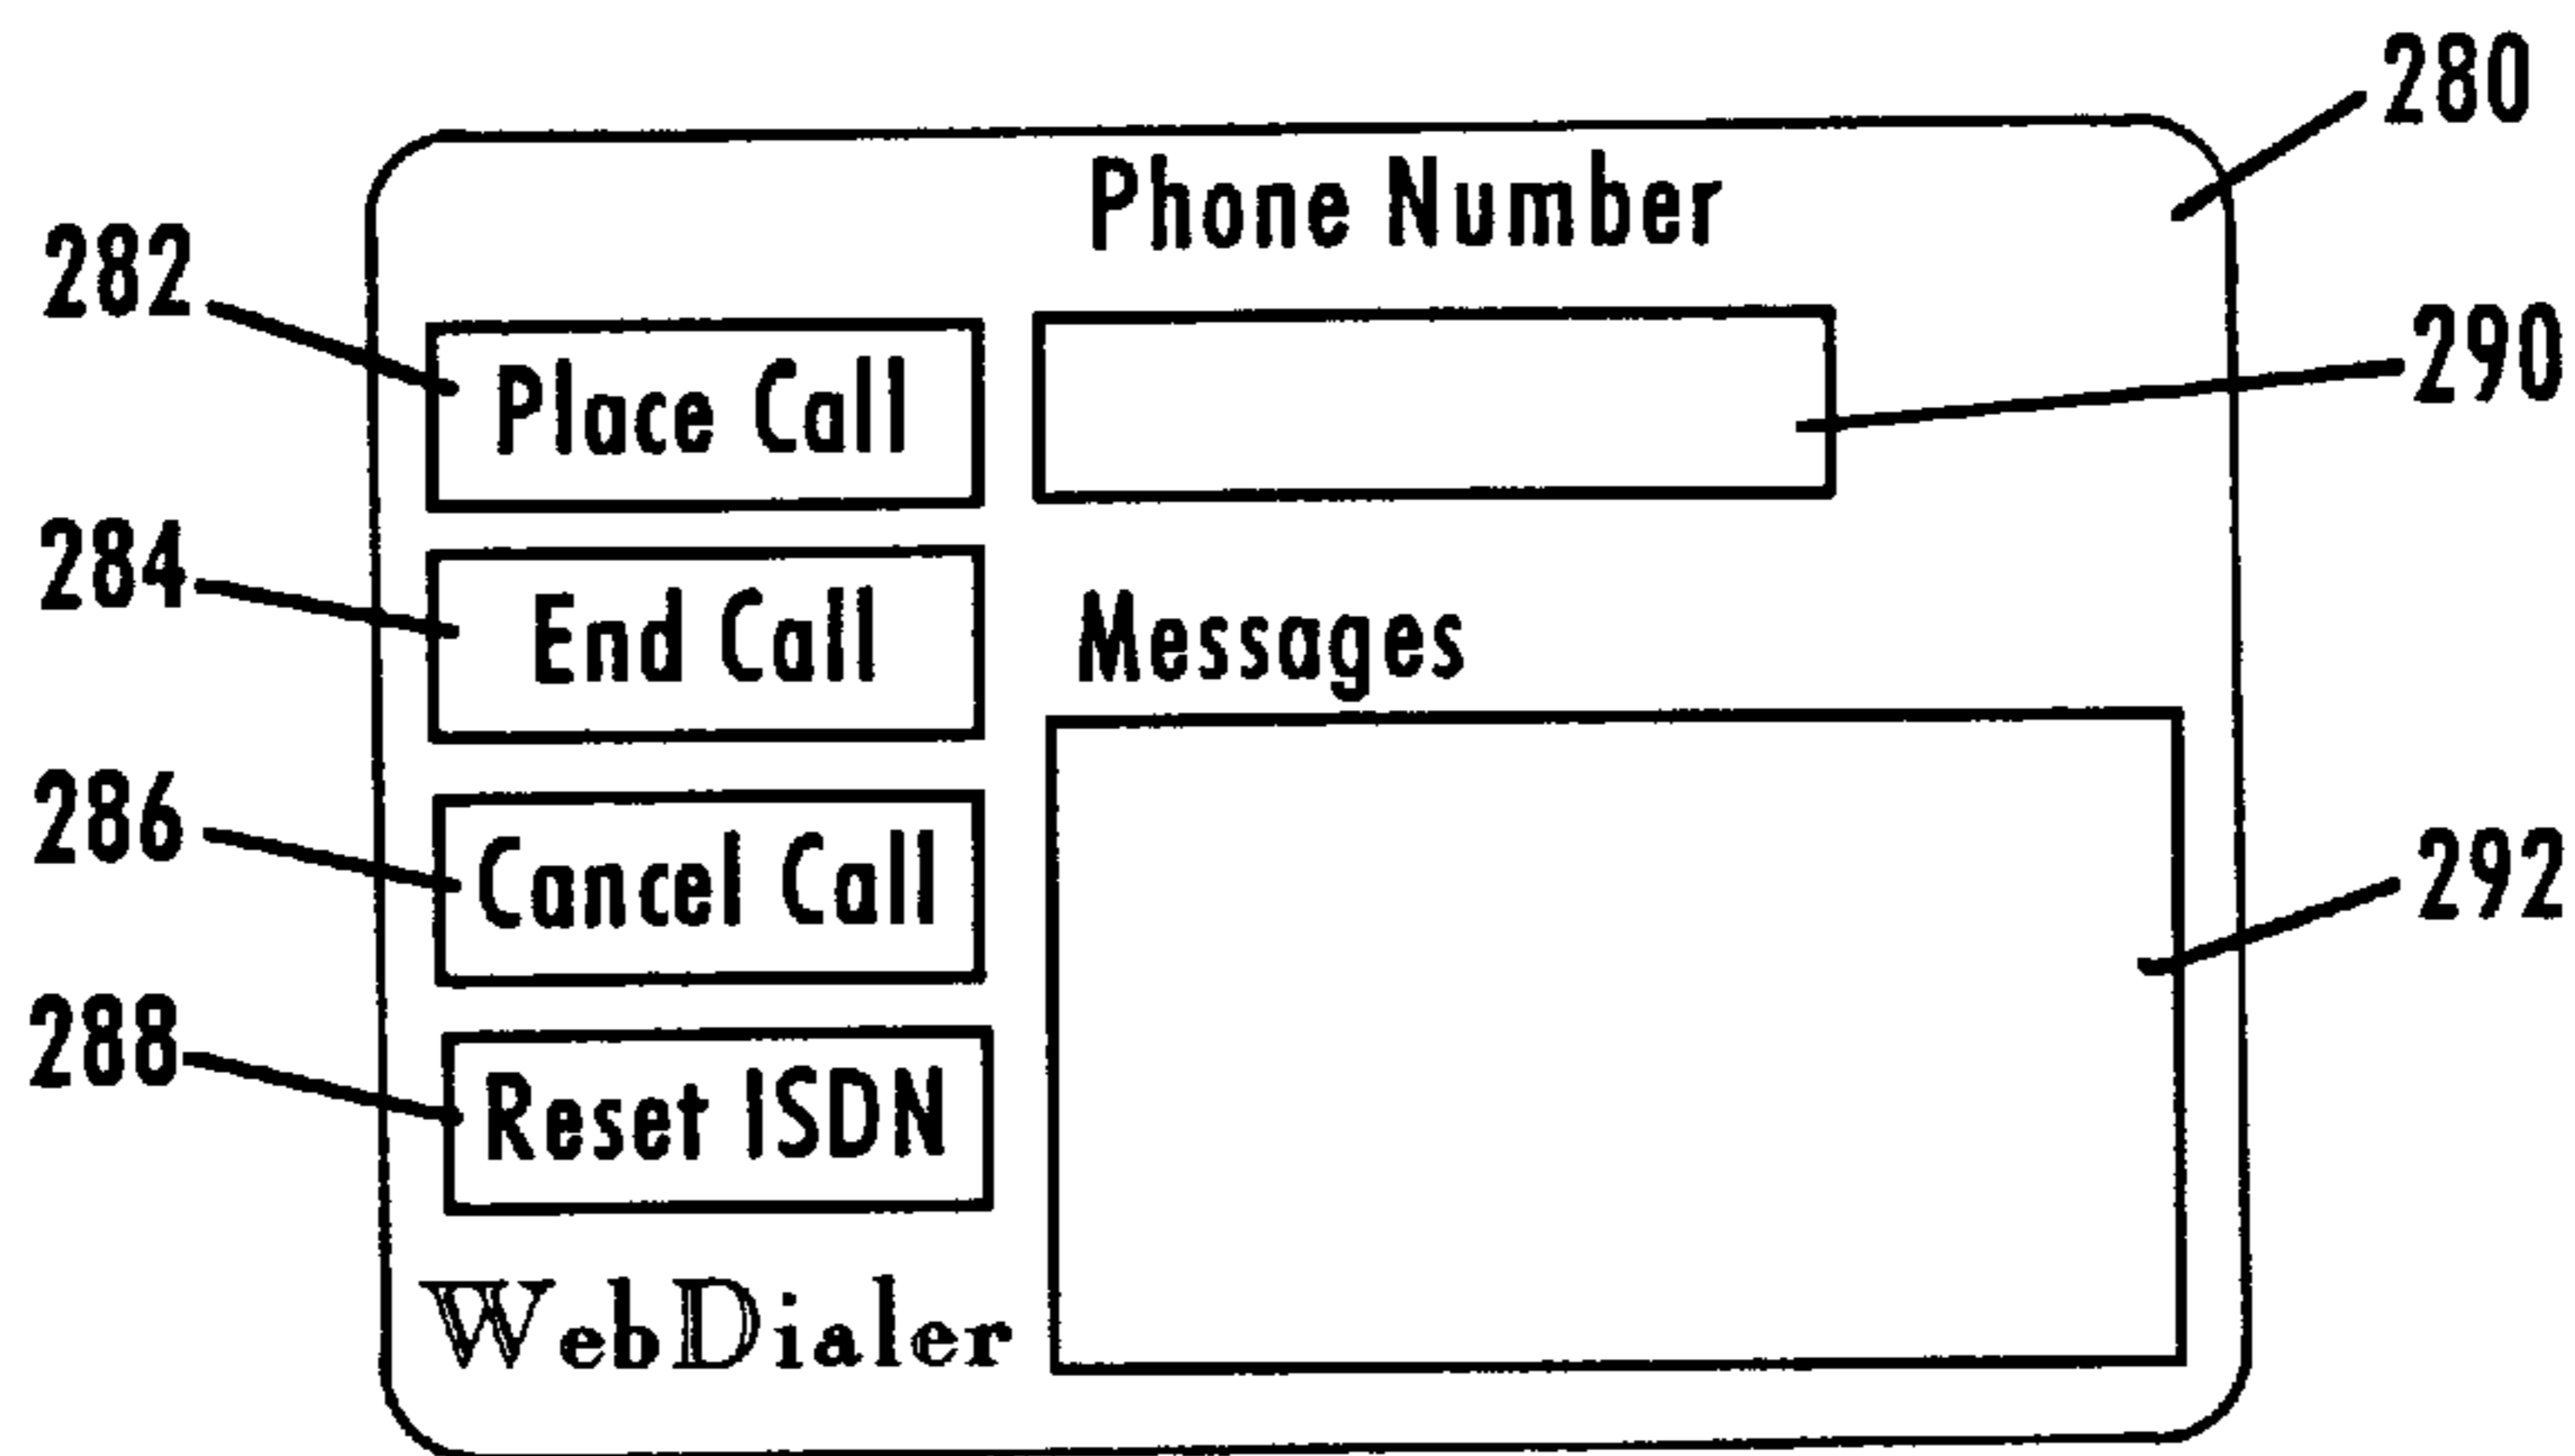 280
Phone Number
282
290
Place Call
284
End Call
Messages
286
Cancel Call
292
288
Reset ISDN
WebDialer